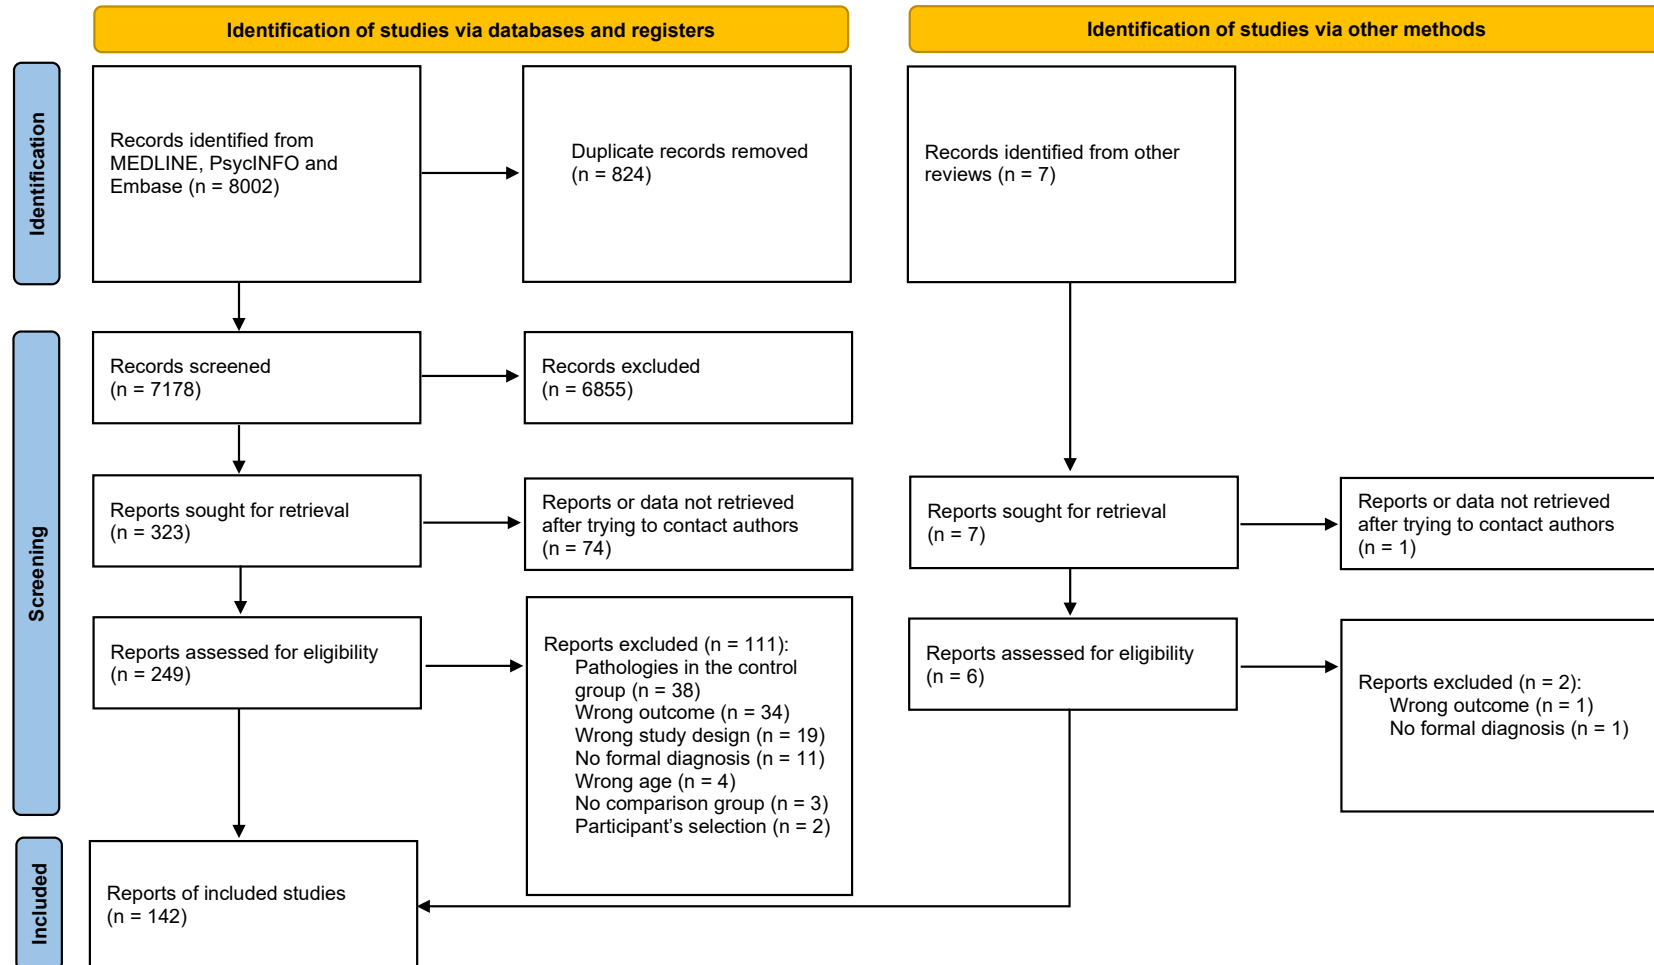 Identification of studies via databases and registers
Identification of studies via other methods
Identification
Records identified from
MEDLINE, PsycINFO and
Embase (n = 8002)
Duplicate records removed
(n = 824)
Records identified from other
reviews (n = 7)
Screening
Records screened
(n = 7178)
Records excluded
(n = 6855)
Reports sought for retrieval
(n = 323)
Reports or data not retrieved
after trying to contact authors
(n = 74)
Reports sought for retrieval
(n = 7)
Reports or data not retrieved
after trying to contact authors
(n = 1)
Reports assessed for eligibility
(n = 249)
Reports excluded (n = 111):
Pathologies in the control
group (n = 38)
Wrong outcome (n = 34)
Wrong study design (n = 19)
No formal diagnosis (n = 11)
Wrong age (n = 4)
No comparison group (n = 3)
Participant’s selection (n = 2)
Reports assessed for eligibility
(n = 6)
Reports excluded (n = 2):
Wrong outcome (n = 1)
No formal diagnosis (n = 1)
Included
Reports of included studies
(n = 142)